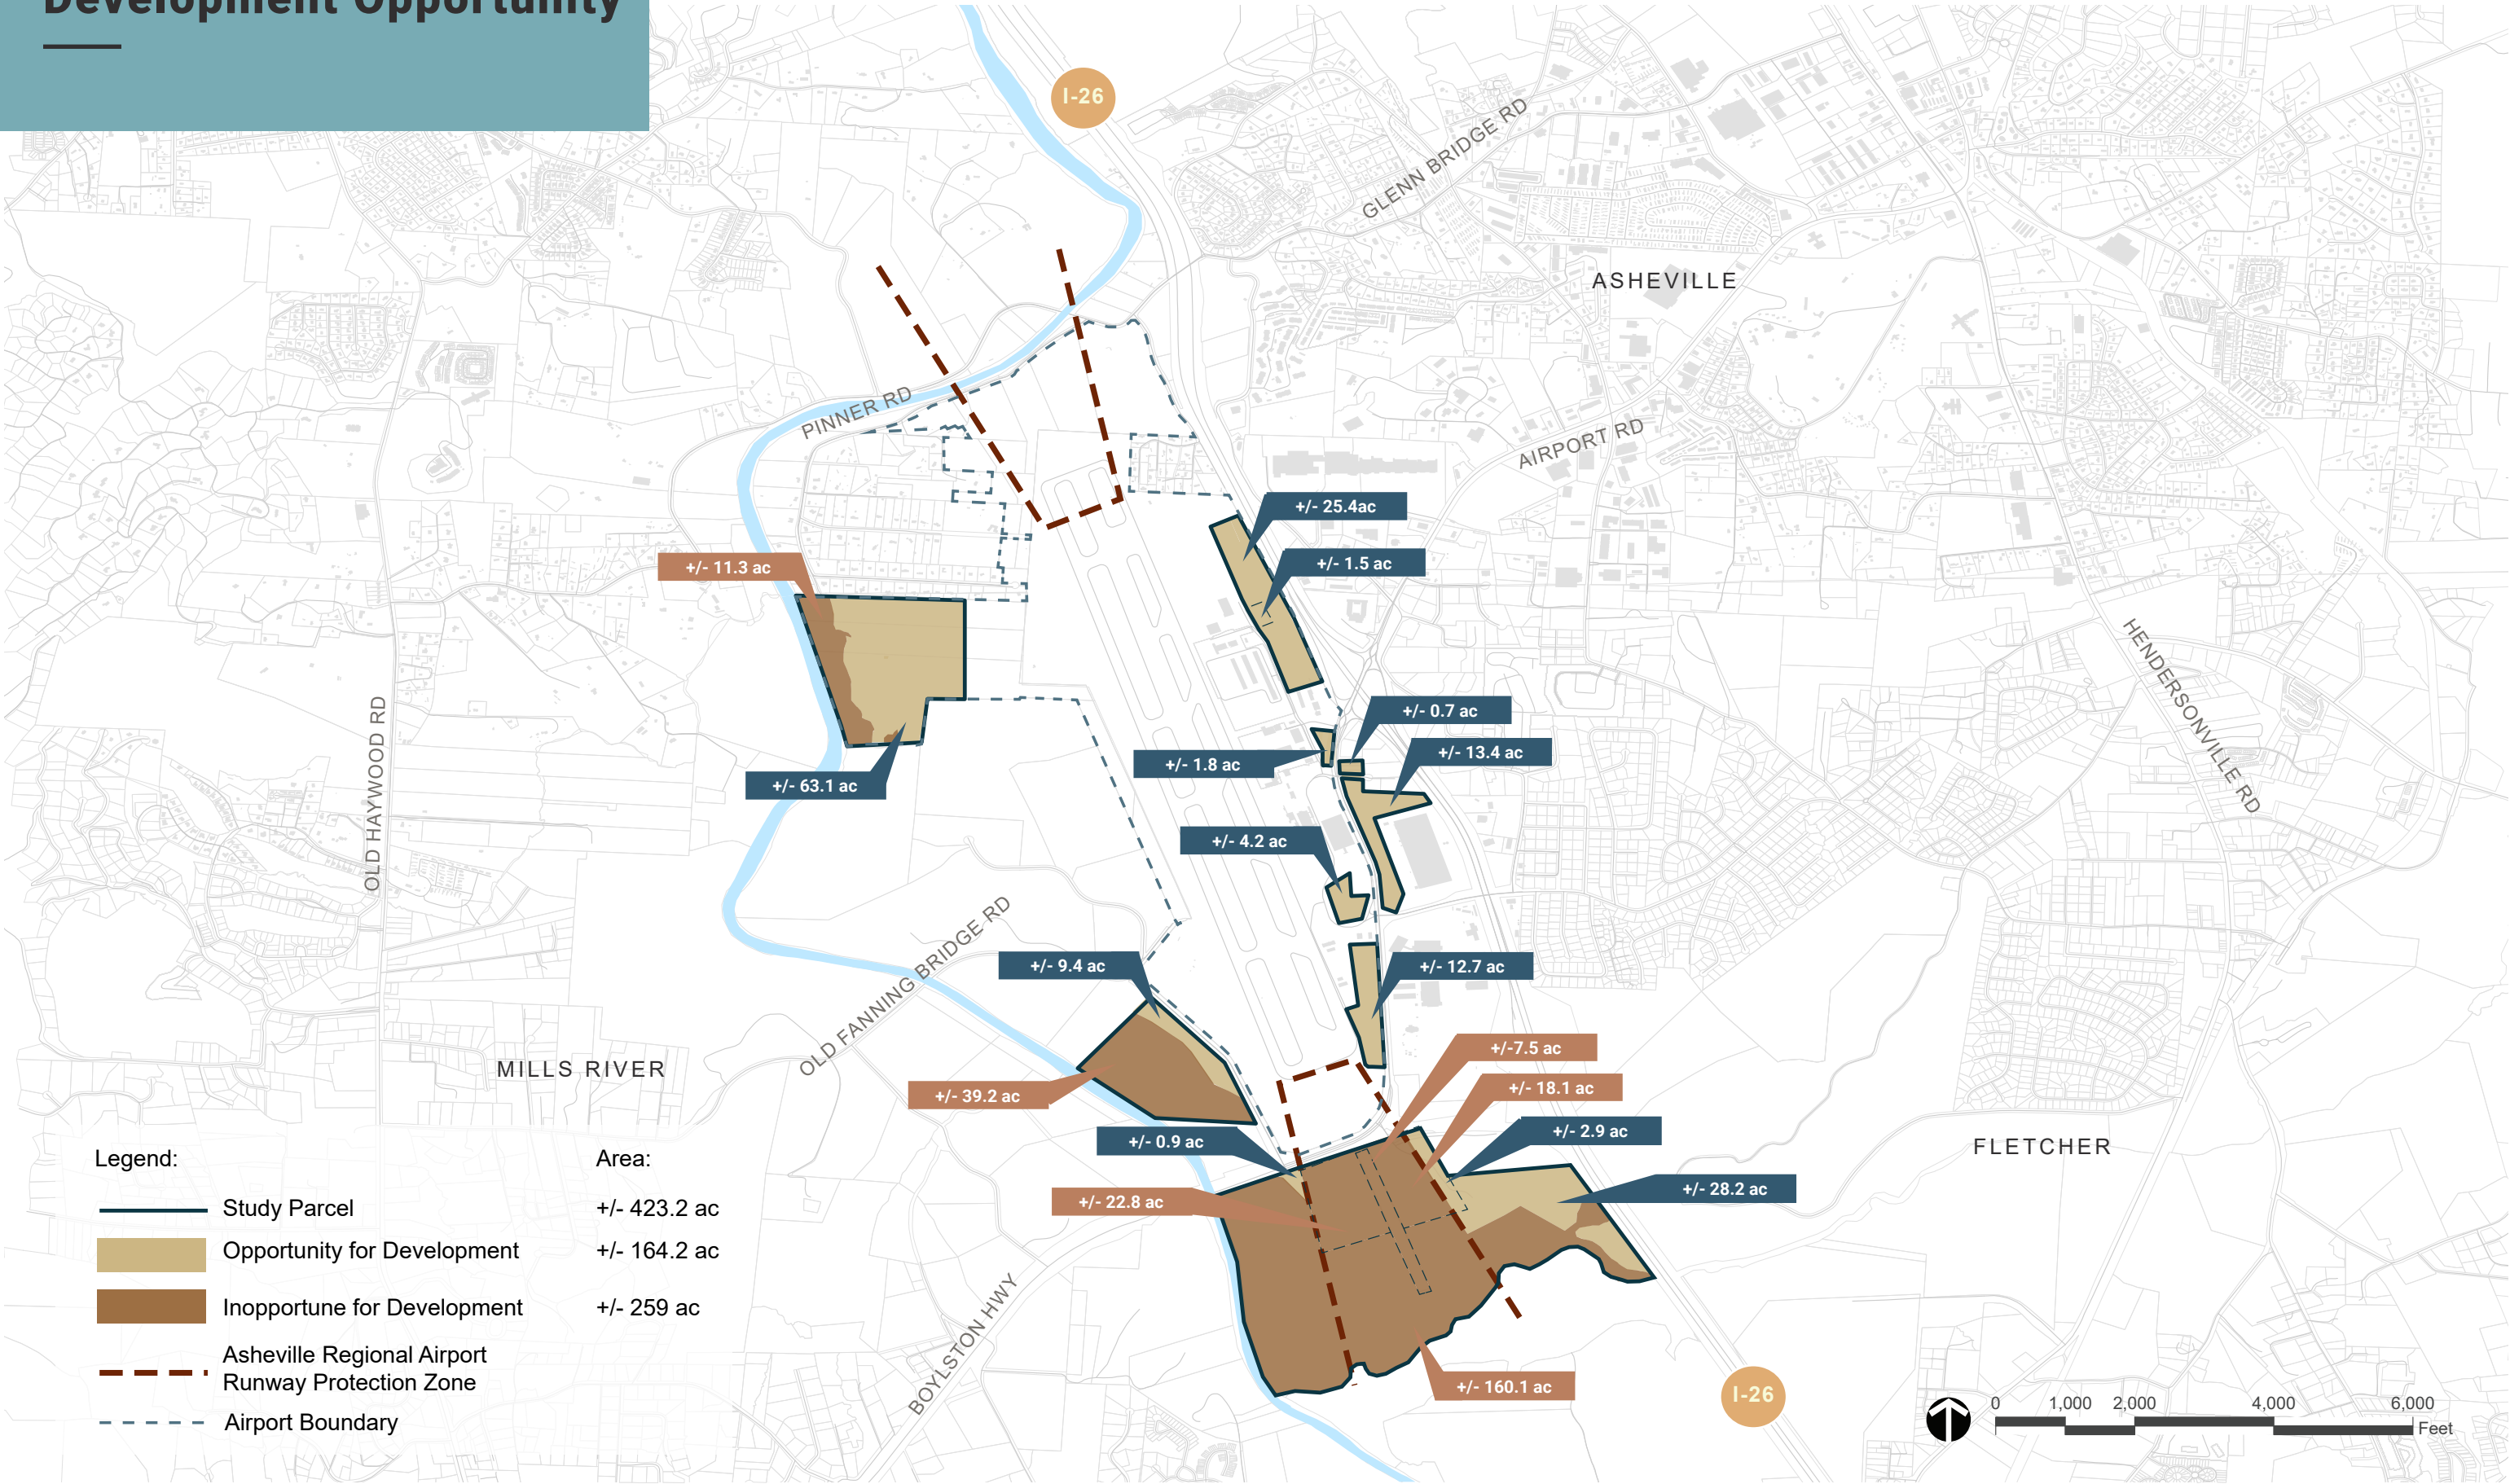 Development Opportunity
I-26
GLENN BRIDGE RD
ASHEVILLE
PINNER RD
AIRPORT RD
+/- 25.4ac
+/- 1.5 ac
+/- 11.3 ac
+/- 0.7 ac
+/- 13.4 ac
+/- 1.8 ac
+/- 63.1 ac
+/- 4.2 ac
OLD HAYWOOD RD
HENDERSONVILLE RD
OLD FANNING BRIDGE RD
+/- 9.4 ac
+/- 12.7 ac
+/-7.5 ac
MILLS RIVER
+/- 39.2 ac
+/- 18.1 ac
+/- 0.9 ac
+/- 2.9 ac
FLETCHER
+/- 28.2 ac
+/- 22.8 ac
BOYLSTON HWY
+/- 160.1 ac
I-26
Legend: Area:
Study Parcel +/- 423.2 ac
Opportunity for Development +/- 164.2 ac
Inopportune for Development +/- 259 ac
Asheville Regional Airport
Runway Protection Zone
Airport Boundary
0 1,000 2,000 4,000 6,000
Feet